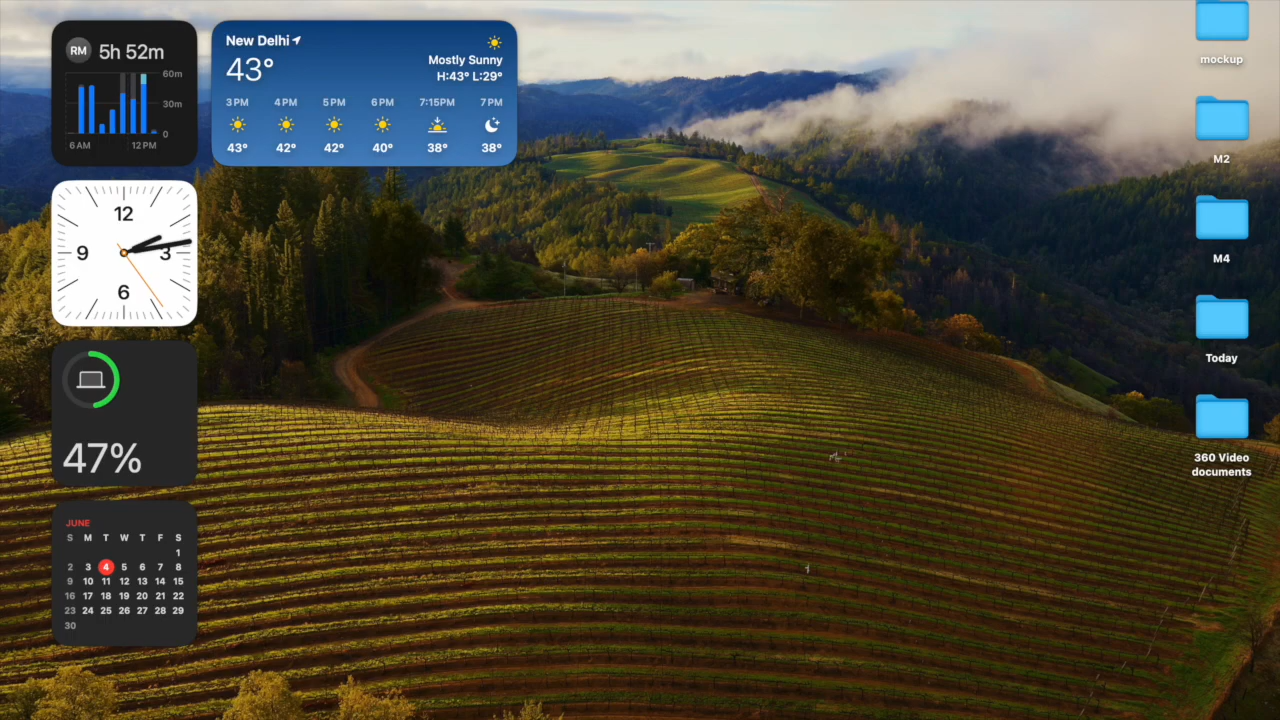 RM 5h 52m
60m
30m
0
6 AM 12 PM
New Delhi
43°
Mostly Sunny
H:43° L:29°
3 PM 4 PM 5 PM 6 PM 7:15PM 7 PM
43° 42° 42° 40° 38° 38°
12
9 3
6
47%
JUNE
S M T W T F S
1
2 3 4 5 6 7 8
9 10 11 12 13 14 15
16 17 18 19 20 21 22
23 24 25 26 27 28 29
30
mockup
M2
M4
Today
360 Video
documents